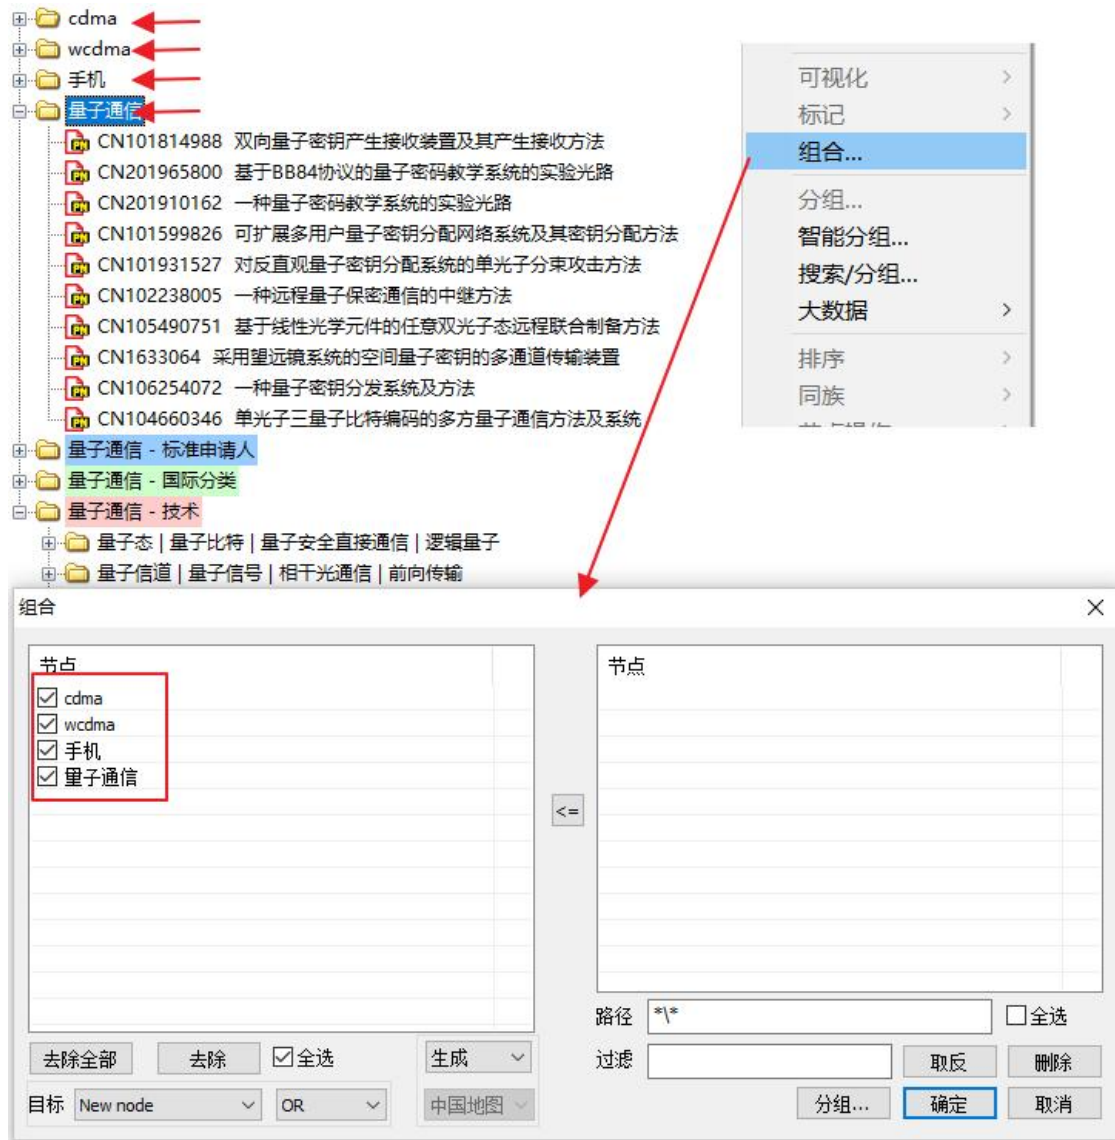 cdma
wcdma
手机
量子通信
CN101814988 双向量子密钥产生接收装置及其产生接收方法
CN201965800 基于BB84协议的量子密码教学系统的实验光路
CN201910162 一种量子密码教学系统的实验光路
CN101599826 可扩展多用户量子密钥分配网络系统及其密钥分配方法
CN101931527 对反直观量子密钥分配系统的单光子分束攻击方法
CN102238005 一种远程量子保密通信的中继方法
CN105490751 基于线性光学元件的任意双光子态远程联合制备方法
CN1633064 采用望远镜系统的空间量子密钥的多通道传输装置
CN106254072 一种量子密钥分发系统及方法
CN104660346 单光子三量子比特编码的多方量子通信方法及系统
量子通信 - 标准申请人
量子通信 - 国际分类
量子通信 - 技术
量子态 | 量子比特 | 量子安全直接通信 | 逻辑量子
量子信道 | 量子信号 | 相干光通信 | 前向传输
可视化 >
标记 >
组合...
分组...
智能分组...
搜索/分组...
大数据 >
排序 >
同族 >
组合
节点
cdma
wcdma
手机
量子通信
<=
节点
路径 *\* 全选
过滤 取反 删除
去除全部 去除 全选 生成
目标 New node OR 中国地图
分组... 确定 取消